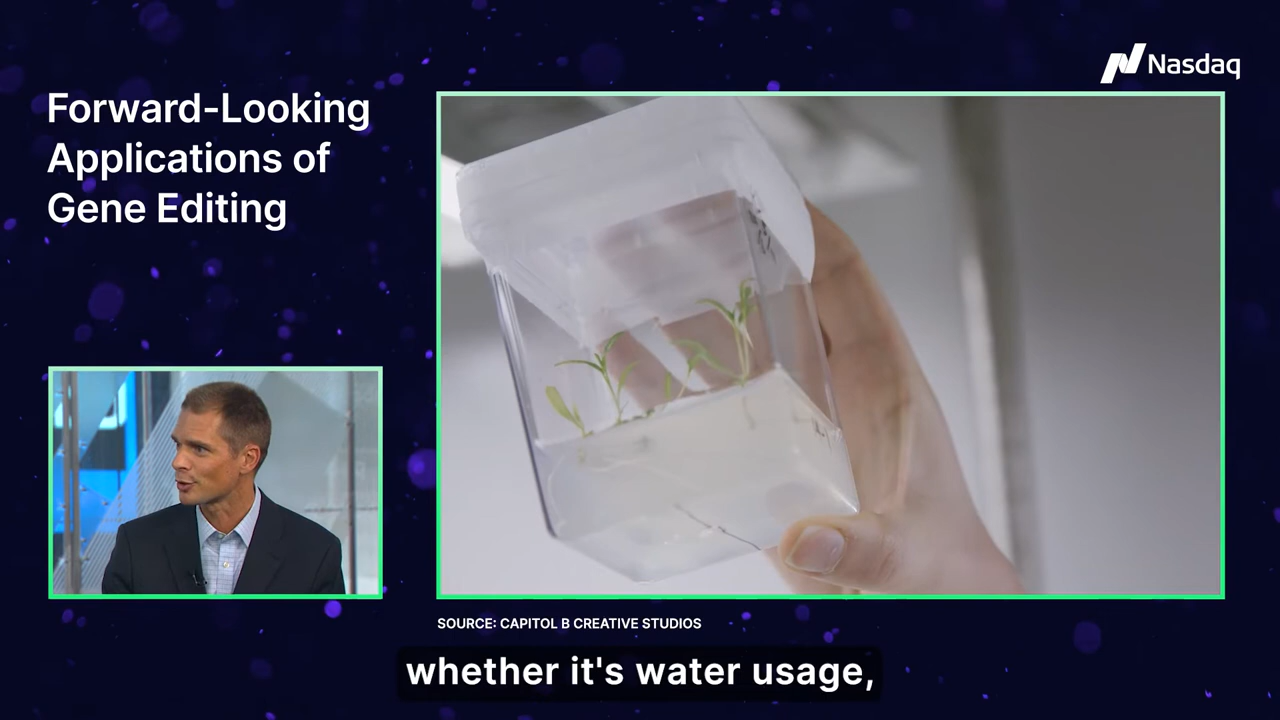 Nasdaq
Forward-Looking
Applications of
Gene Editing
SOURCE: CAPITOL B CREATIVE STUDIOS
whether it's water usage,